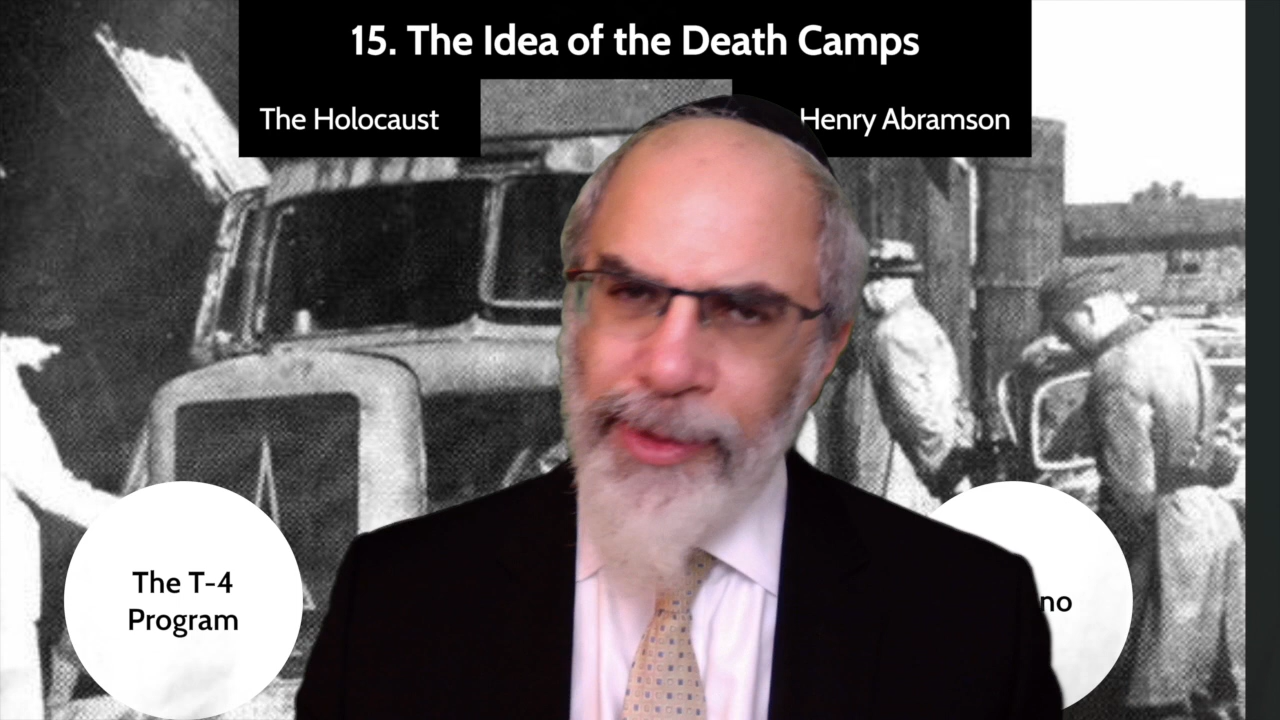 15. The Idea of the Death Camps
The Holocaust
Henry Abramson
The T-4
Program